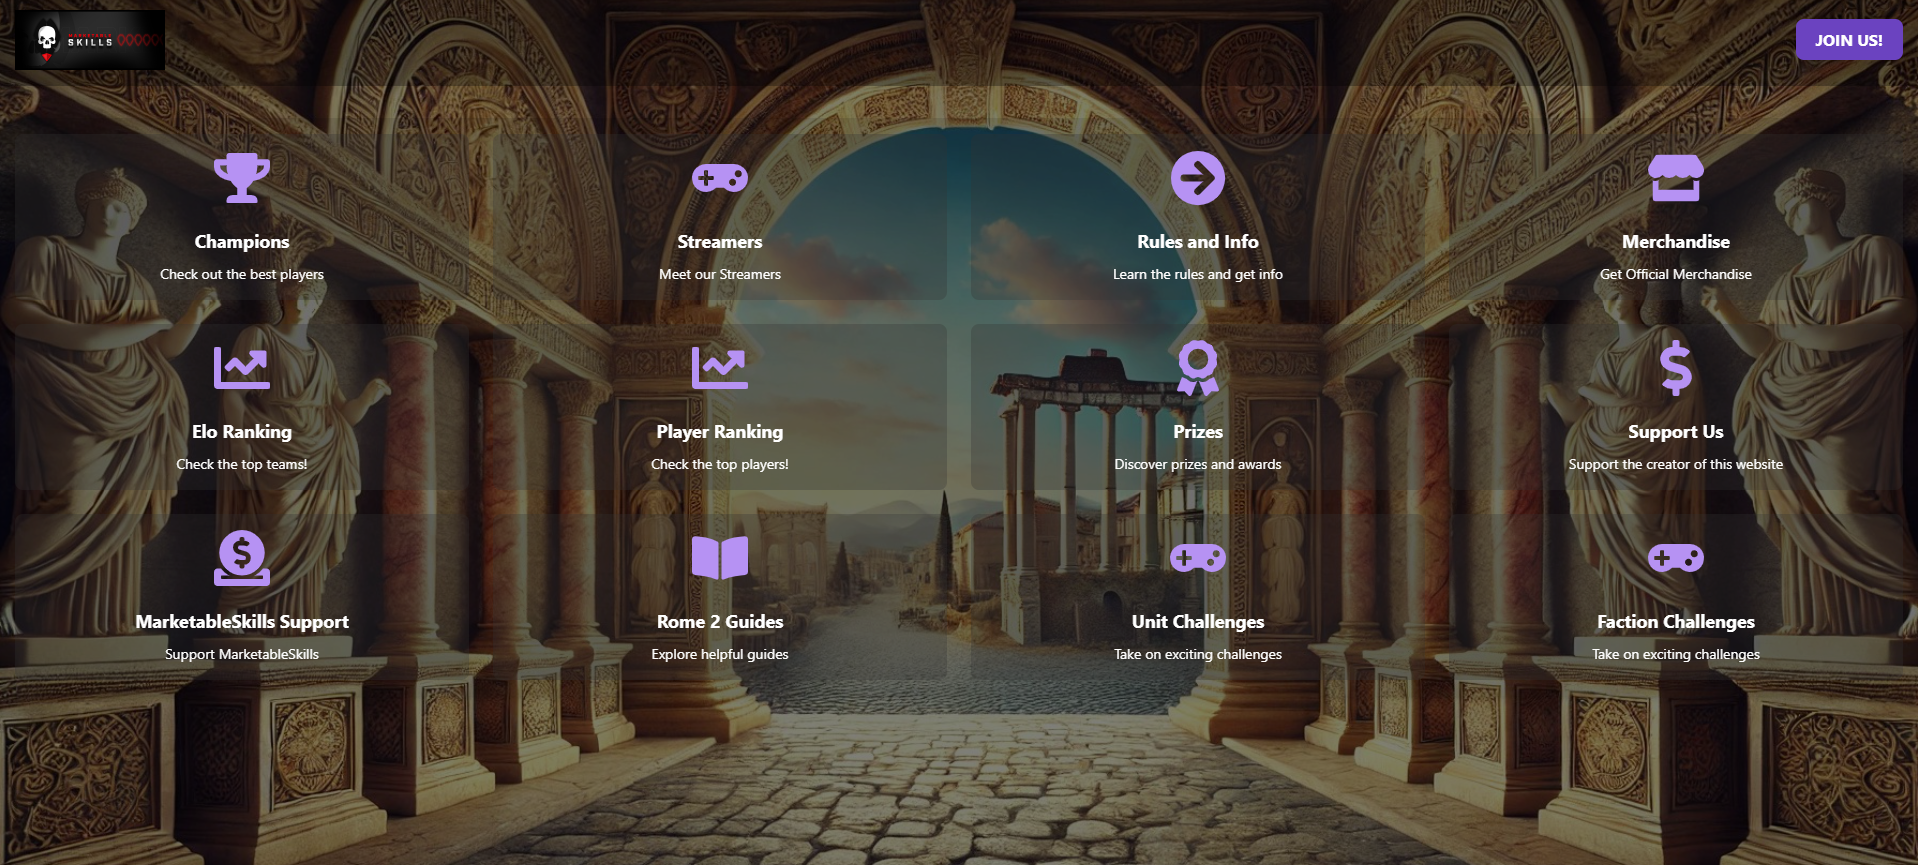 MARKETABLE
SKILLS
JOIN US!
Champions
Check out the best players
Streamers
Meet our Streamers
Rules and Info
Learn the rules and get info
Merchandise
Get Official Merchandise
Elo Ranking
Check the top teams!
Player Ranking
Check the top players!
Prizes
Discover prizes and awards
Support Us
Support the creator of this website
MarketableSkills Support
Support MarketableSkills
Rome 2 Guides
Explore helpful guides
Unit Challenges
Take on exciting challenges
Faction Challenges
Take on exciting challenges